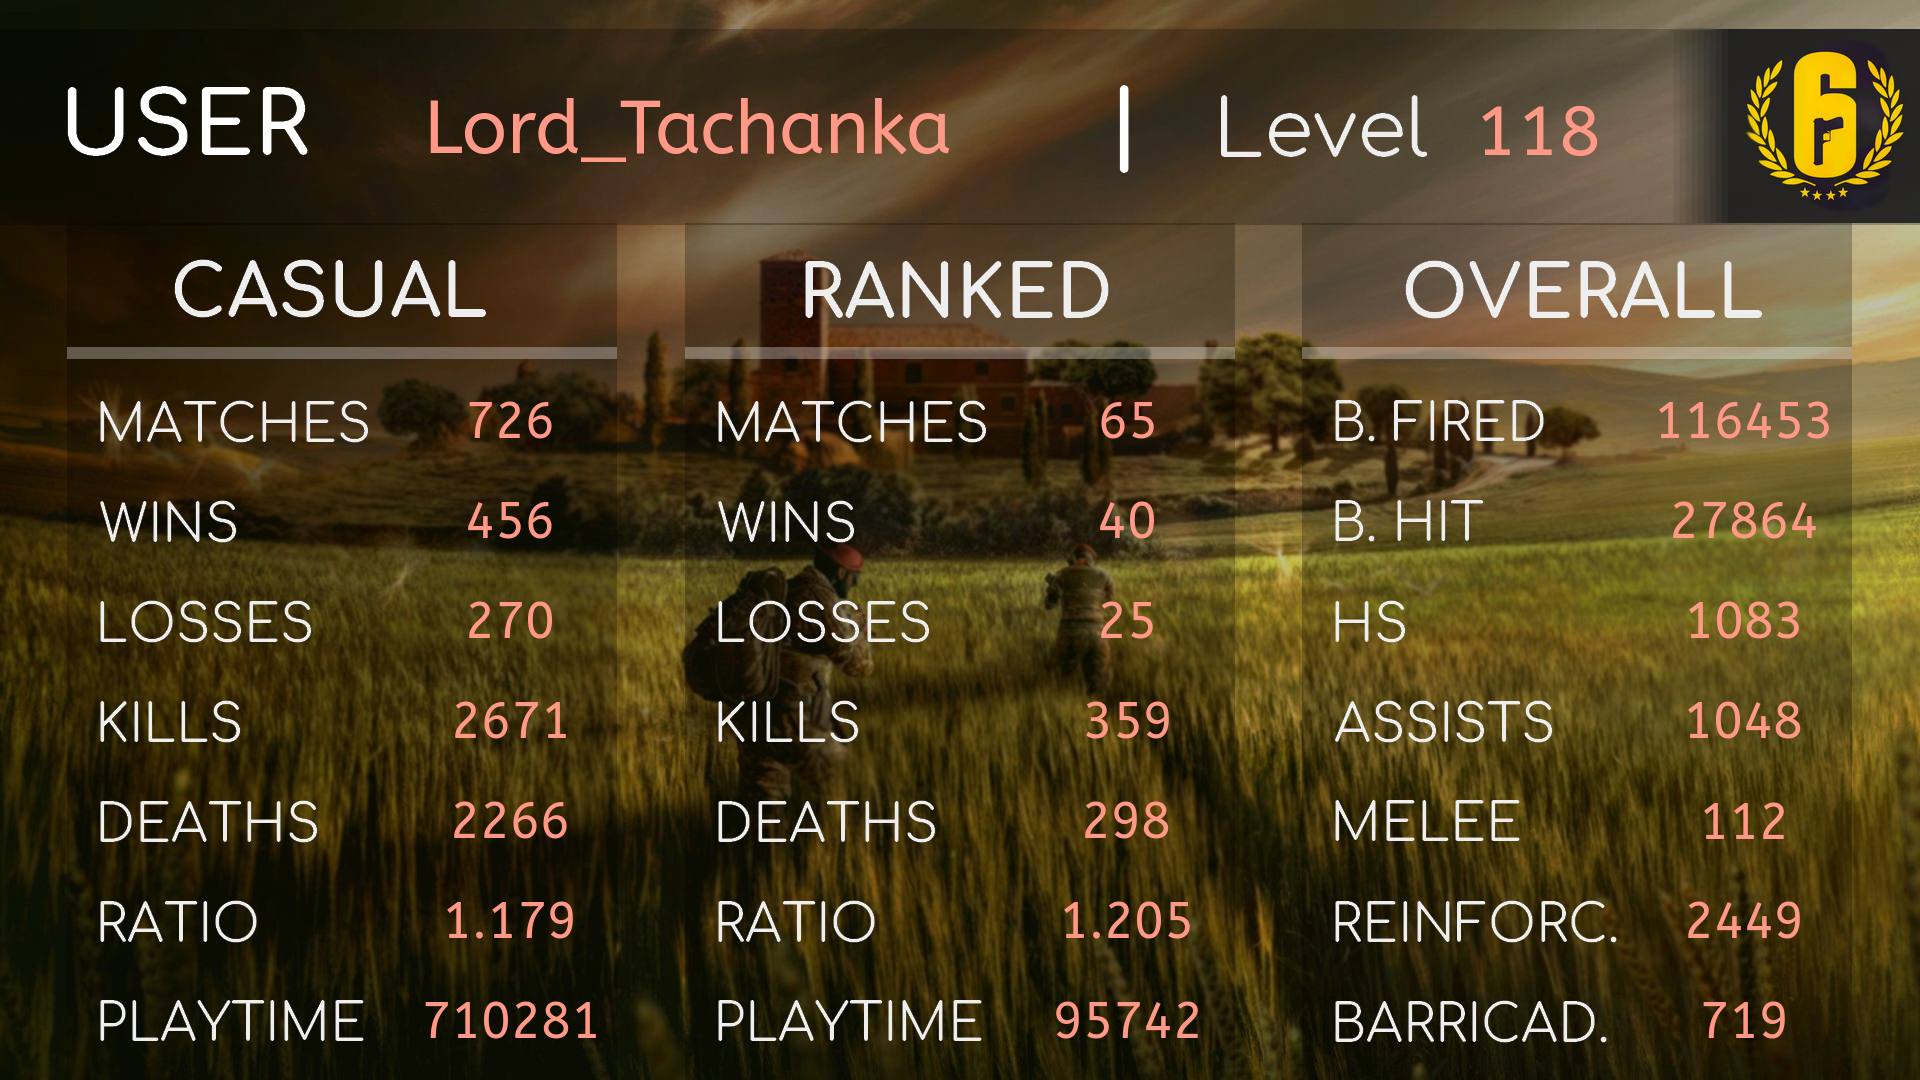 USER Lord_Tachanka | Level 118
CASUAL
MATCHES 726
WINS 456
LOSSES 270
KILLS 2671
DEATHS 2266
RATIO 1.179
PLAYTIME 710281
RANKED
MATCHES 65
WINS 40
LOSSES 25
KILLS 359
DEATHS 298
RATIO 1.205
PLAYTIME 95742
OVERALL
B. FIRED 116453
B. HIT 27864
HS 1083
ASSISTS 1048
MELEE 112
REINFORC. 2449
BARRICAD. 719
6